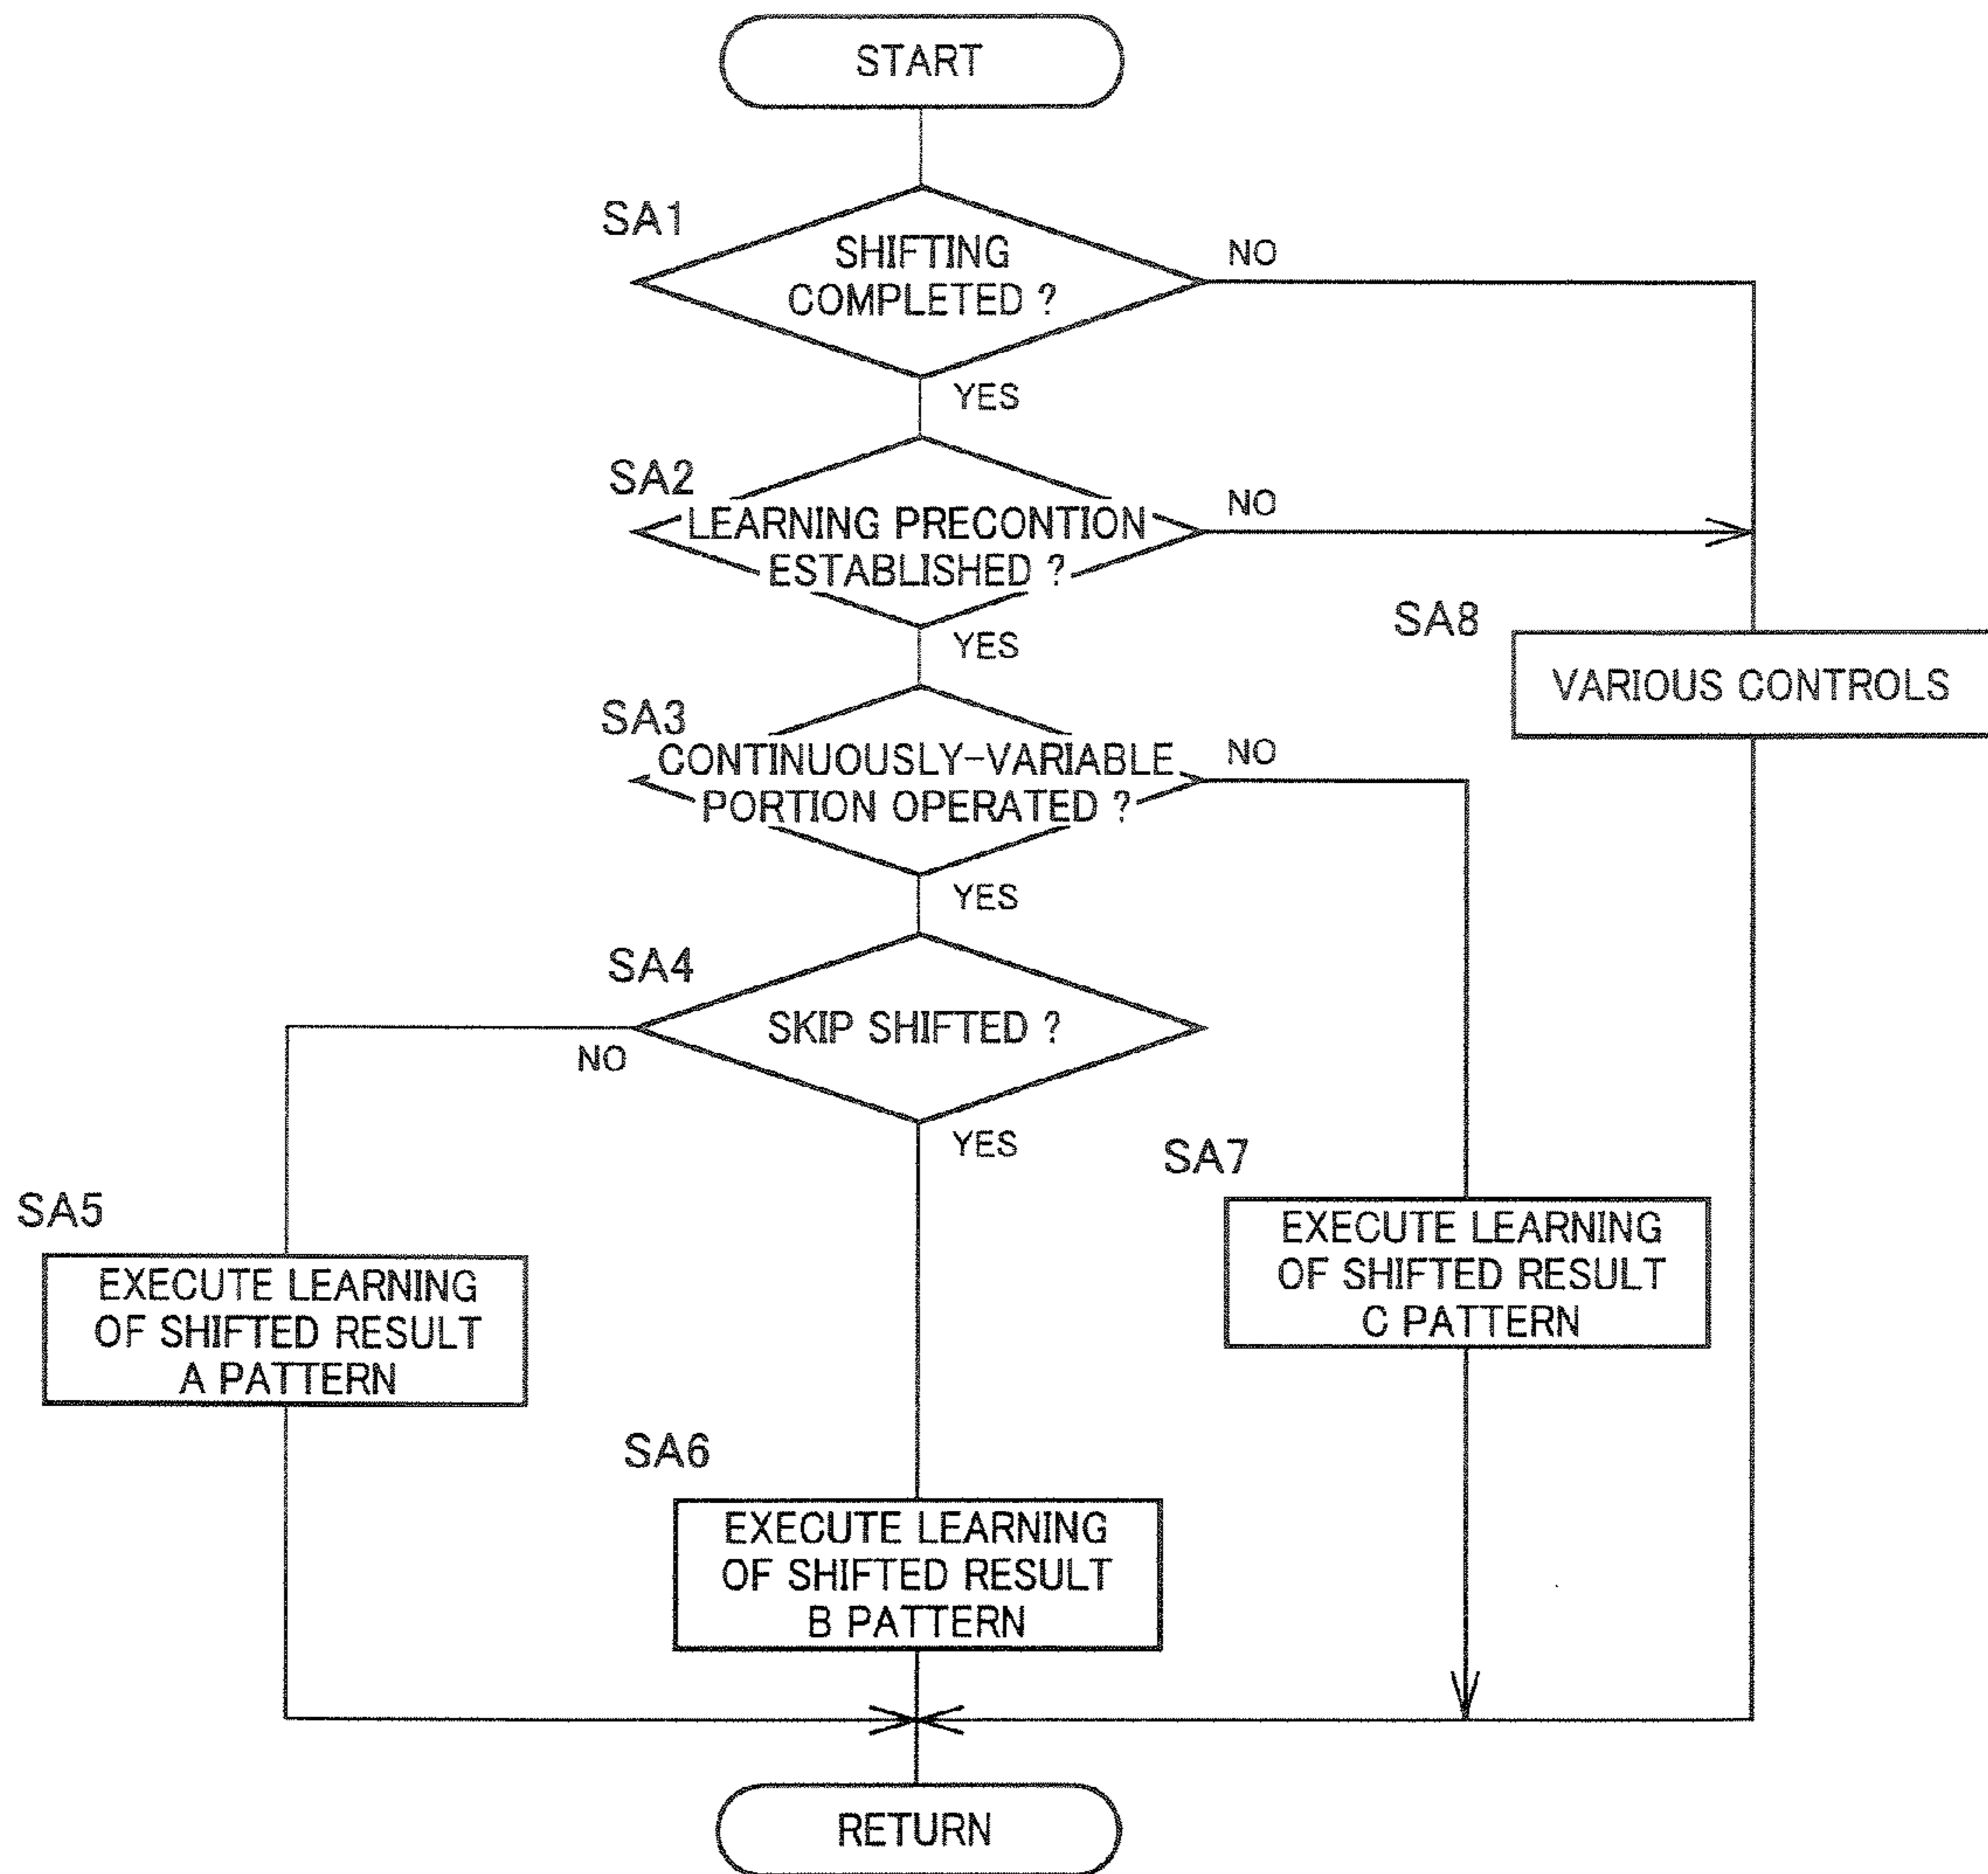 START
SA1
SHIFTING
COMPLETED ?
NO
YES
SA2
LEARNING PRECONTION
ESTABLISHED ?
NO
YES
SA8
VARIOUS CONTROLS
SA3
CONTINUOUSLY-VARIABLE
PORTION OPERATED ?
NO
YES
SA4
SKIP SHIFTED ?
NO
YES
SA7
EXECUTE LEARNING
OF SHIFTED RESULT
C PATTERN
SA5
EXECUTE LEARNING
OF SHIFTED RESULT
A PATTERN
SA6
EXECUTE LEARNING
OF SHIFTED RESULT
B PATTERN
RETURN